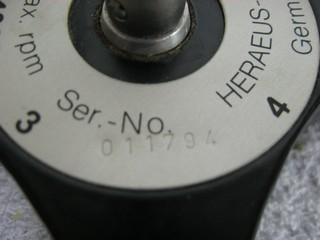 ax. rpm
HERAEUS-
Germ
3
Ser.-No.
4
011794